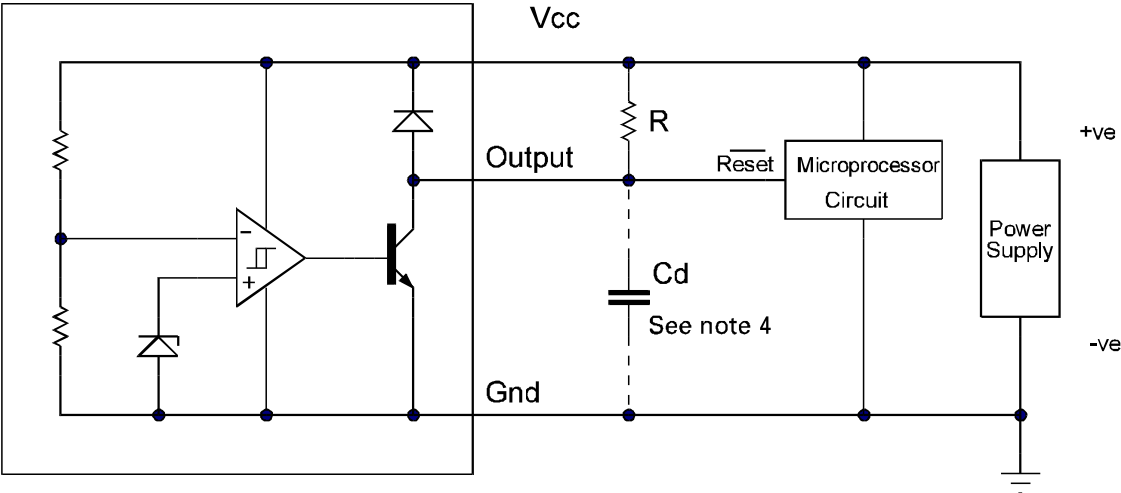 Vcc
R
+ve
Output
Reset
Microprocessor
Circuit
Power
Supply
-
+
Cd
See note 4
-ve
Gnd